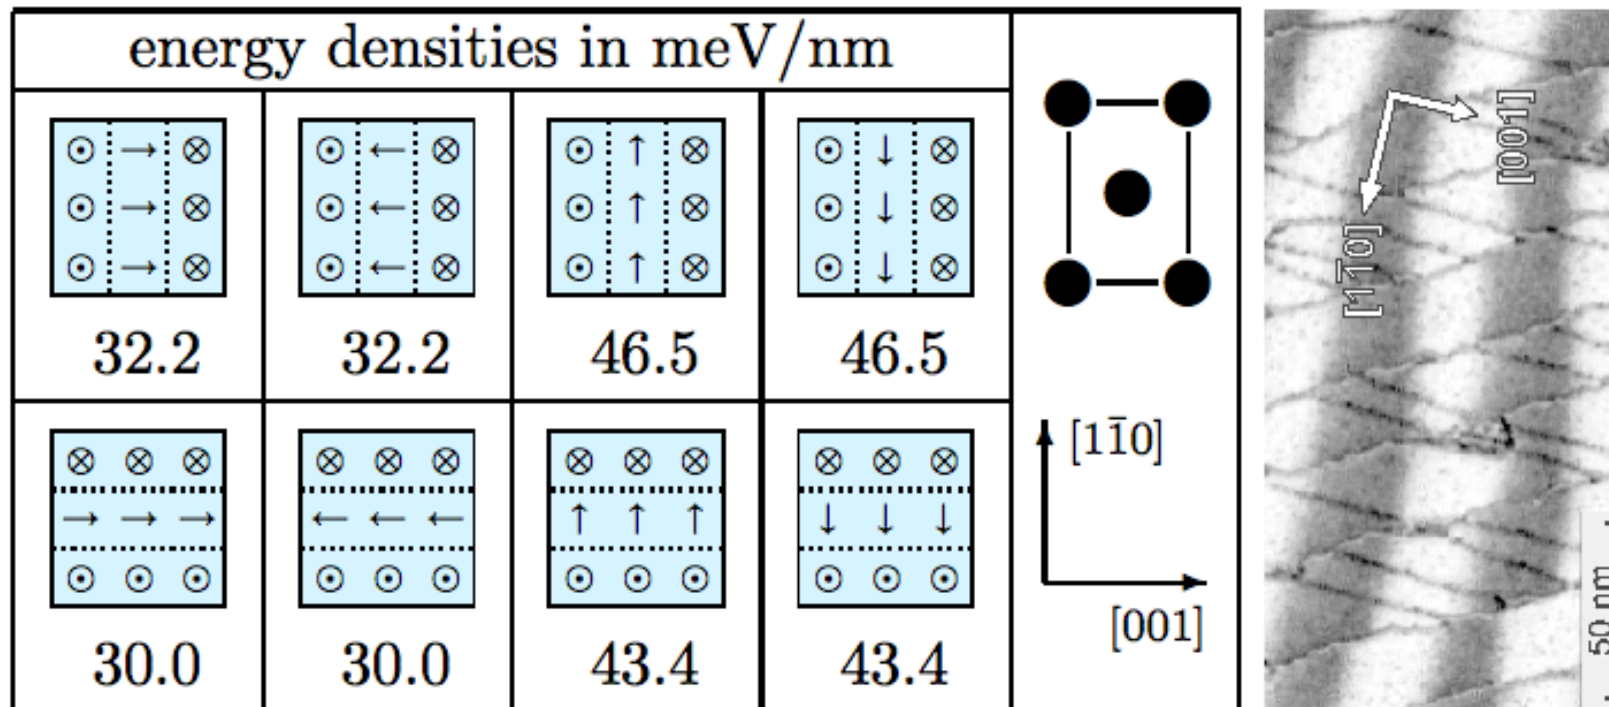 energy densities in meV/nm
⊙ → ⊗ ⊙ ← ⊗ ⊙ ↑ ⊗ ⊙ ↓ ⊗
⊙ → ⊗ ⊙ ← ⊗ ⊙ ↑ ⊗ ⊙ ↓ ⊗
⊙ → ⊗ ⊙ ← ⊗ ⊙ ↑ ⊗ ⊙ ↓ ⊗
32.2 32.2 46.5 46.5
⊗ ⊗ ⊗ ⊗ ⊗ ⊗ ⊗ ⊗ ⊗ ⊗ ⊗ ⊗
→ → → ← ← ← ↑ ↑ ↑ ↓ ↓ ↓
⊙ ⊙ ⊙ ⊙ ⊙ ⊙ ⊙ ⊙ ⊙ ⊙ ⊙ ⊙
30.0 30.0 43.4 43.4
[11̄0]
[001]
[001]
[11̄0]
50 nm